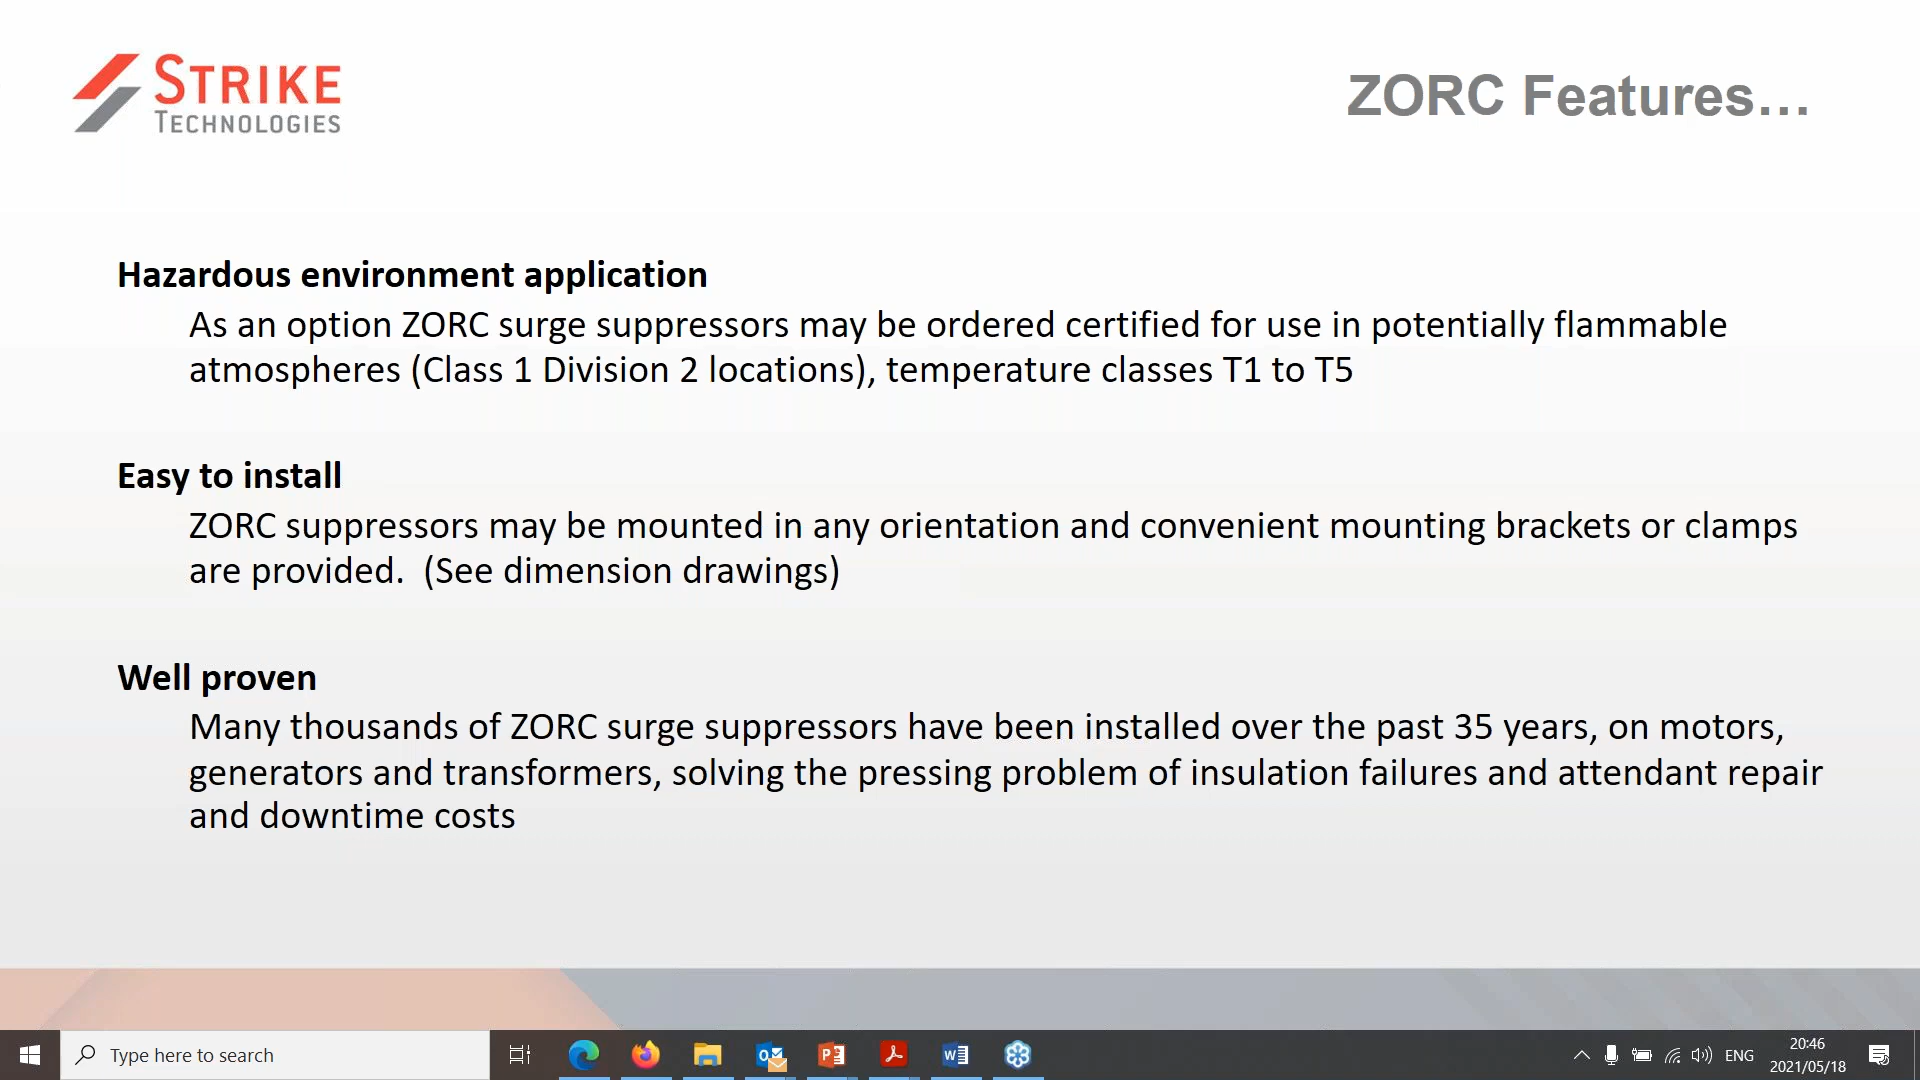 STRIKE
TECHNOLOGIES
ZORC Features...
Hazardous environment application
As an option ZORC surge suppressors may be ordered certified for use in potentially flammable
atmospheres (Class 1 Division 2 locations), temperature classes T1 to T5
Easy to install
ZORC suppressors may be mounted in any orientation and convenient mounting brackets or clamps
are provided.  (See dimension drawings)
Well proven
Many thousands of ZORC surge suppressors have been installed over the past 35 years, on motors,
generators and transformers, solving the pressing problem of insulation failures and attendant repair
and downtime costs
Type here to search
ENG
20:46
2021/05/18